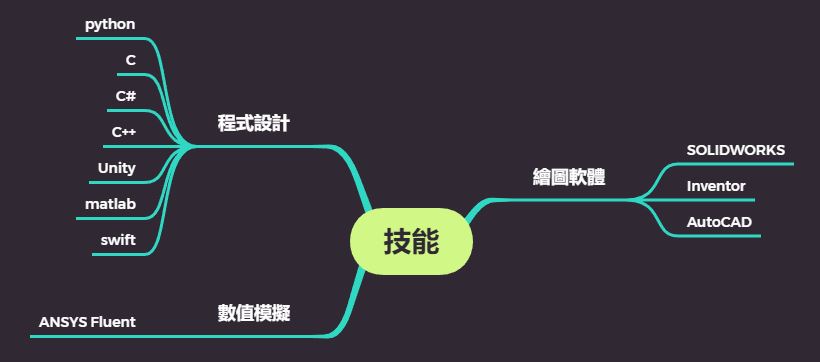 技能
程式設計
python
C
C#
C++
Unity
matlab
swift
數值模擬
ANSYS Fluent
繪圖軟體
SOLIDWORKS
Inventor
AutoCAD